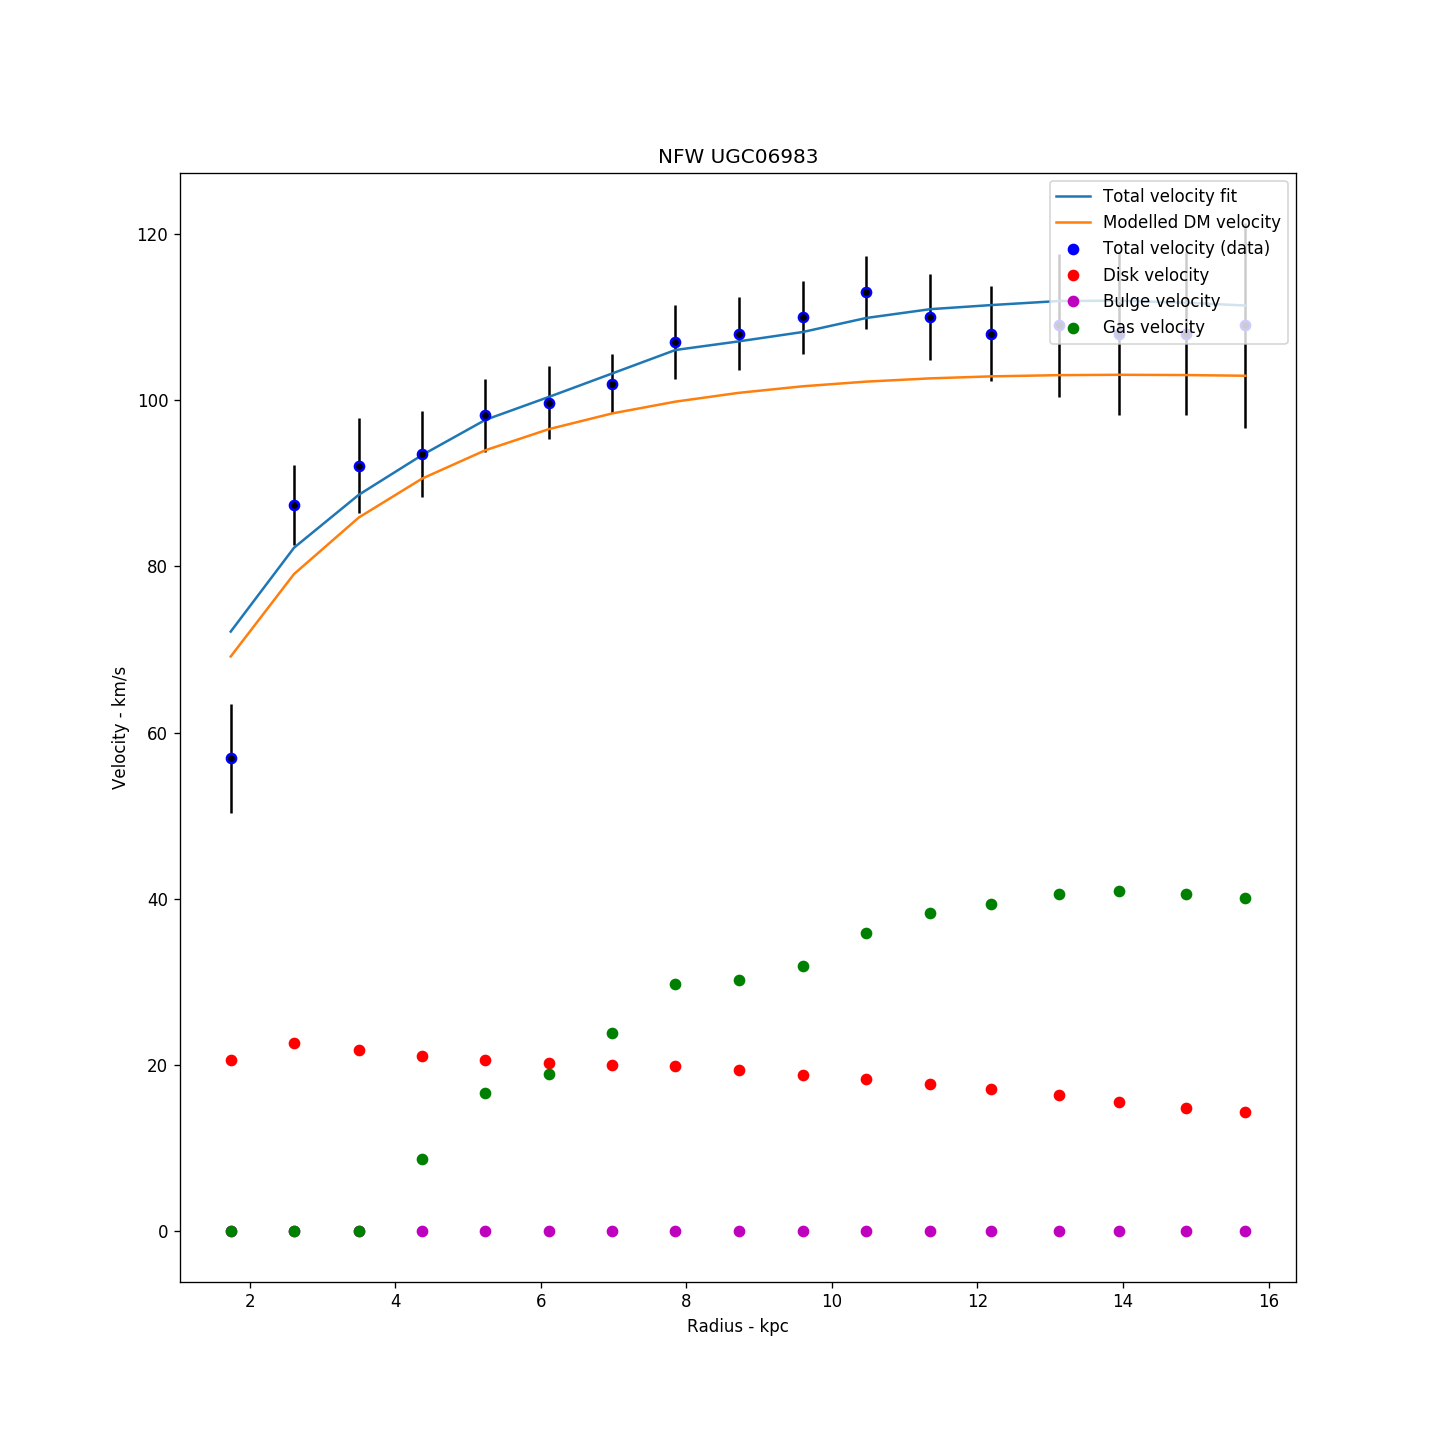 NFW UGC06983
Total velocity fit
Modelled DM velocity
Total velocity (data)
Disk velocity
Bulge velocity
Gas velocity
120
100
80
60
40
20
0
Velocity - km/s
2 4 6 8 10 12 14 16
Radius - kpc